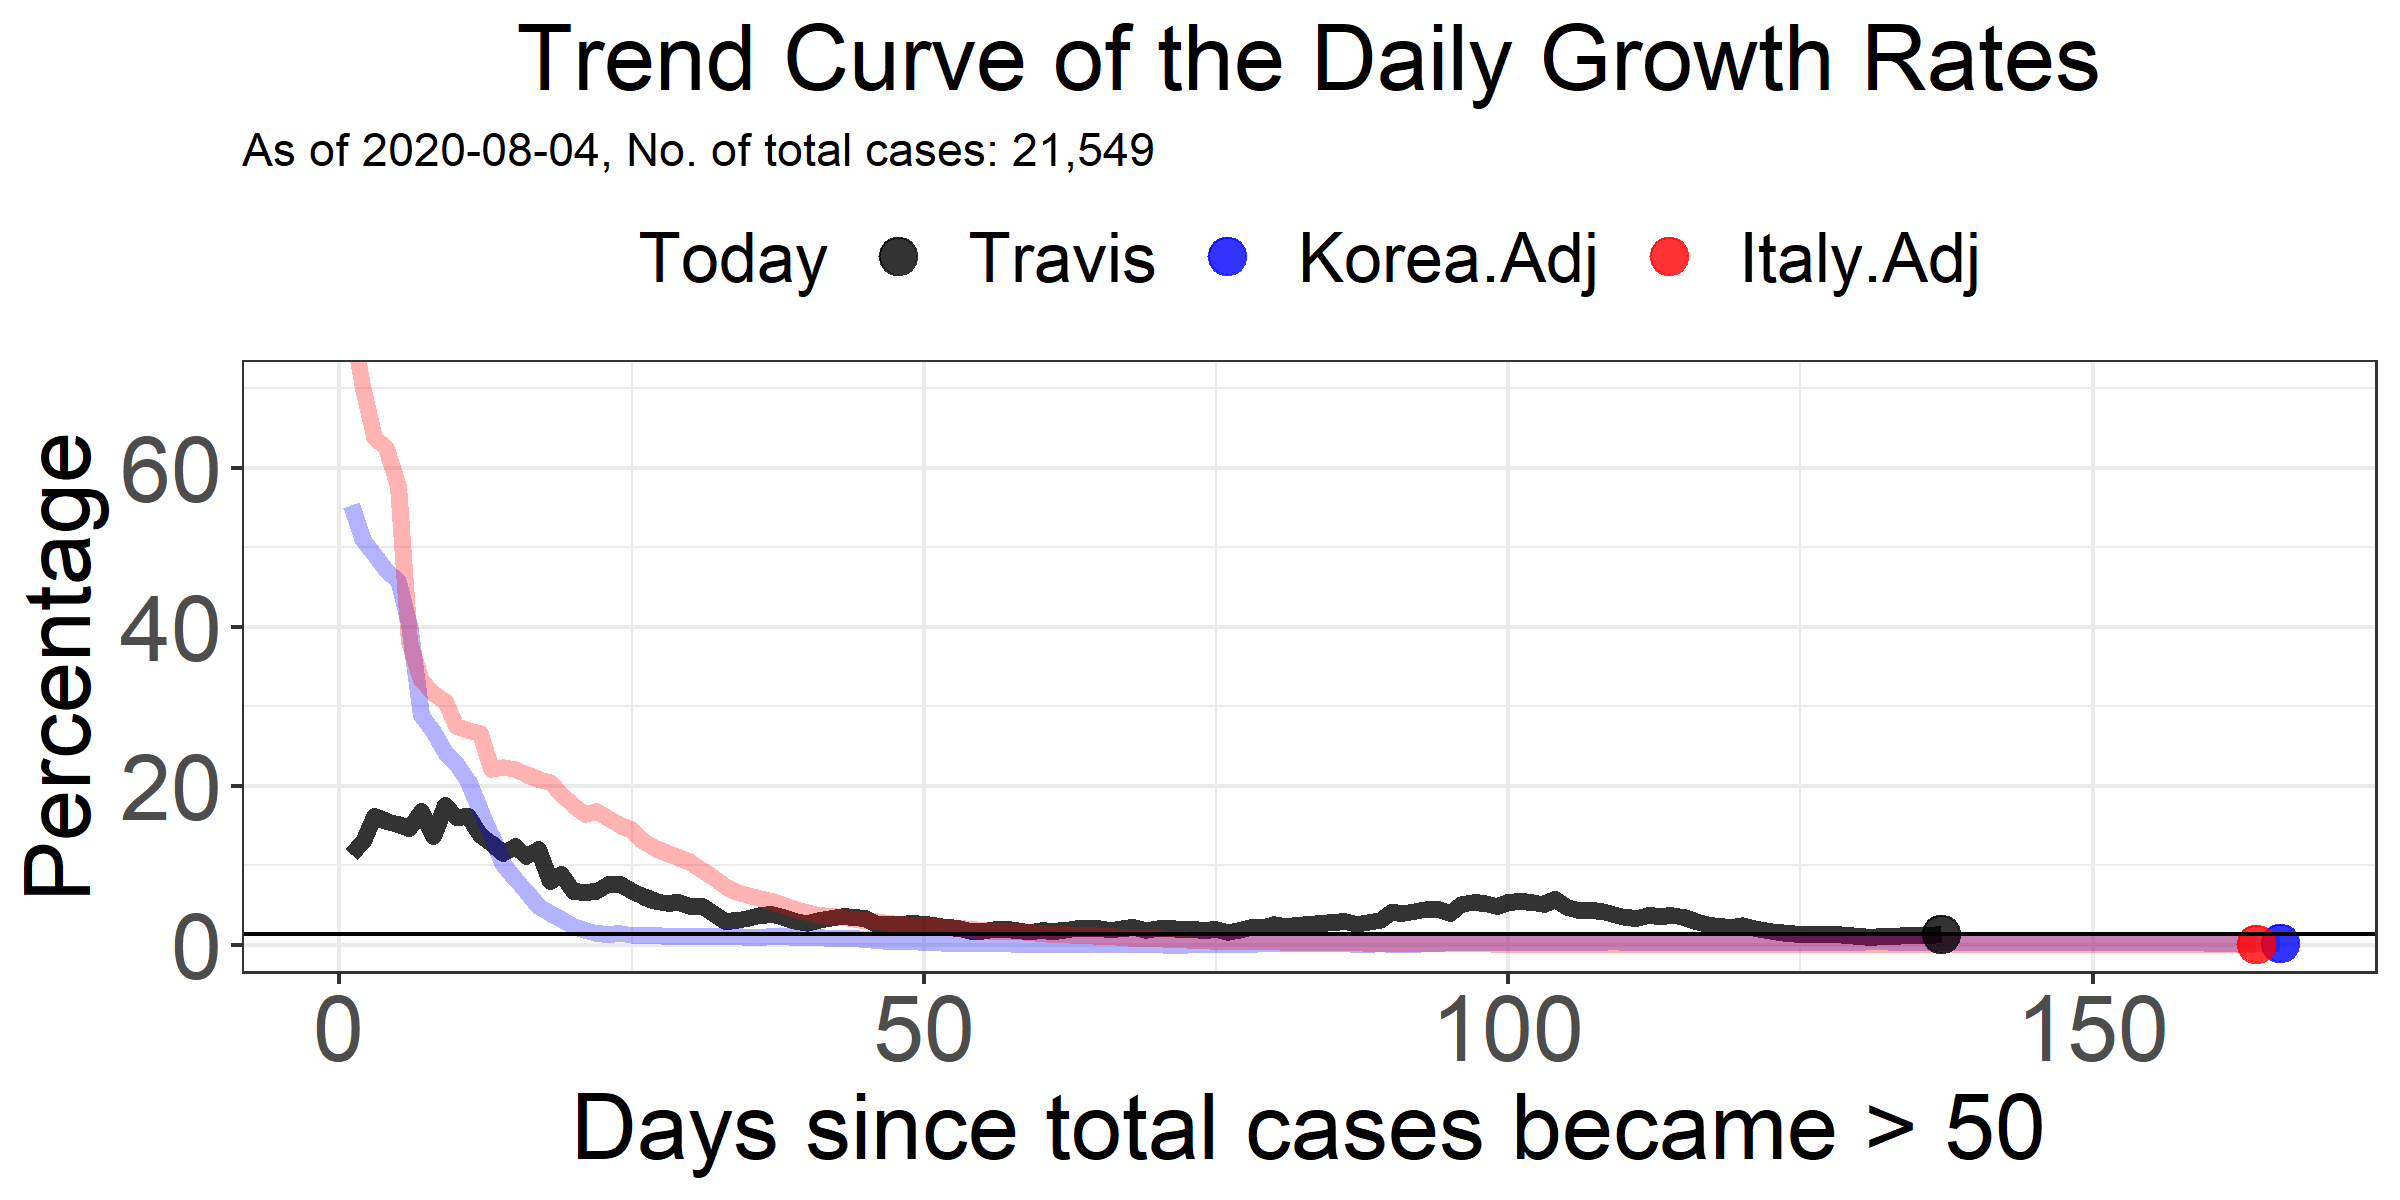 Trend Curve of the Daily Growth Rates
As of 2020-08-04, No. of total cases: 21,549
Today Travis Korea.Adj Italy.Adj
Percentage
60
40
20
0
0 50 100 150
Days since total cases became > 50